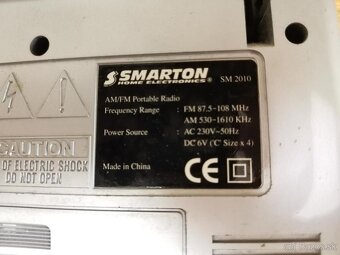 SMARTON
HOME ELECTRONICS SM 2010
AM/FM Portable Radio
Frequency Range : FM 87.5-108 MHz
AM 530-1610 KHz
Power Source : AC 230V~50Hz
DC 6V ('C' Size x 4)
Made in China
CE
CAUTION
OF ELECTRIC SHOCK
DO NOT OPEN